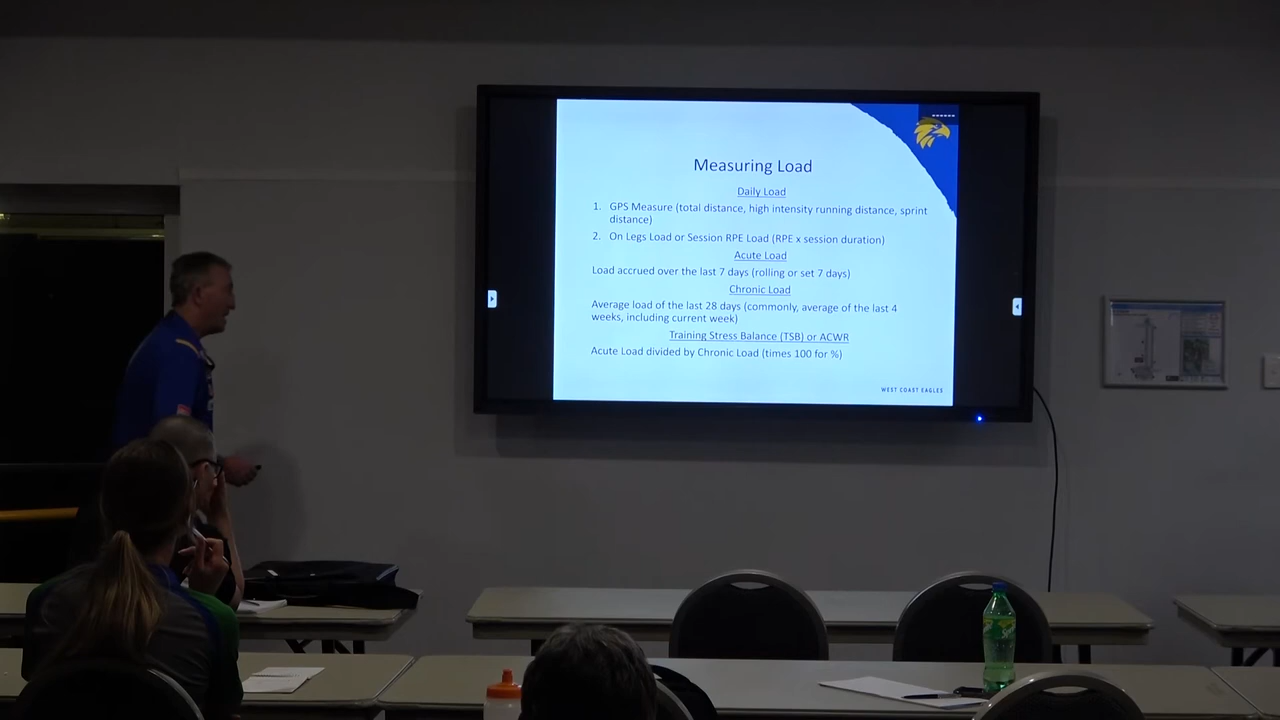 Measuring Load
Daily Load
1. GPS Measure (total distance, high intensity running distance, sprint
distance)
2. On Legs Load or Session RPE Load (RPE x session duration)
Acute Load
Load accrued over the last 7 days (rolling or set 7 days)
Chronic Load
Average load of the last 28 days (commonly, average of the last 4
weeks, including current week)
Training Stress Balance (TSB) or ACWR
Acute Load divided by Chronic Load (times 100 for %)
WEST COAST EAGLES